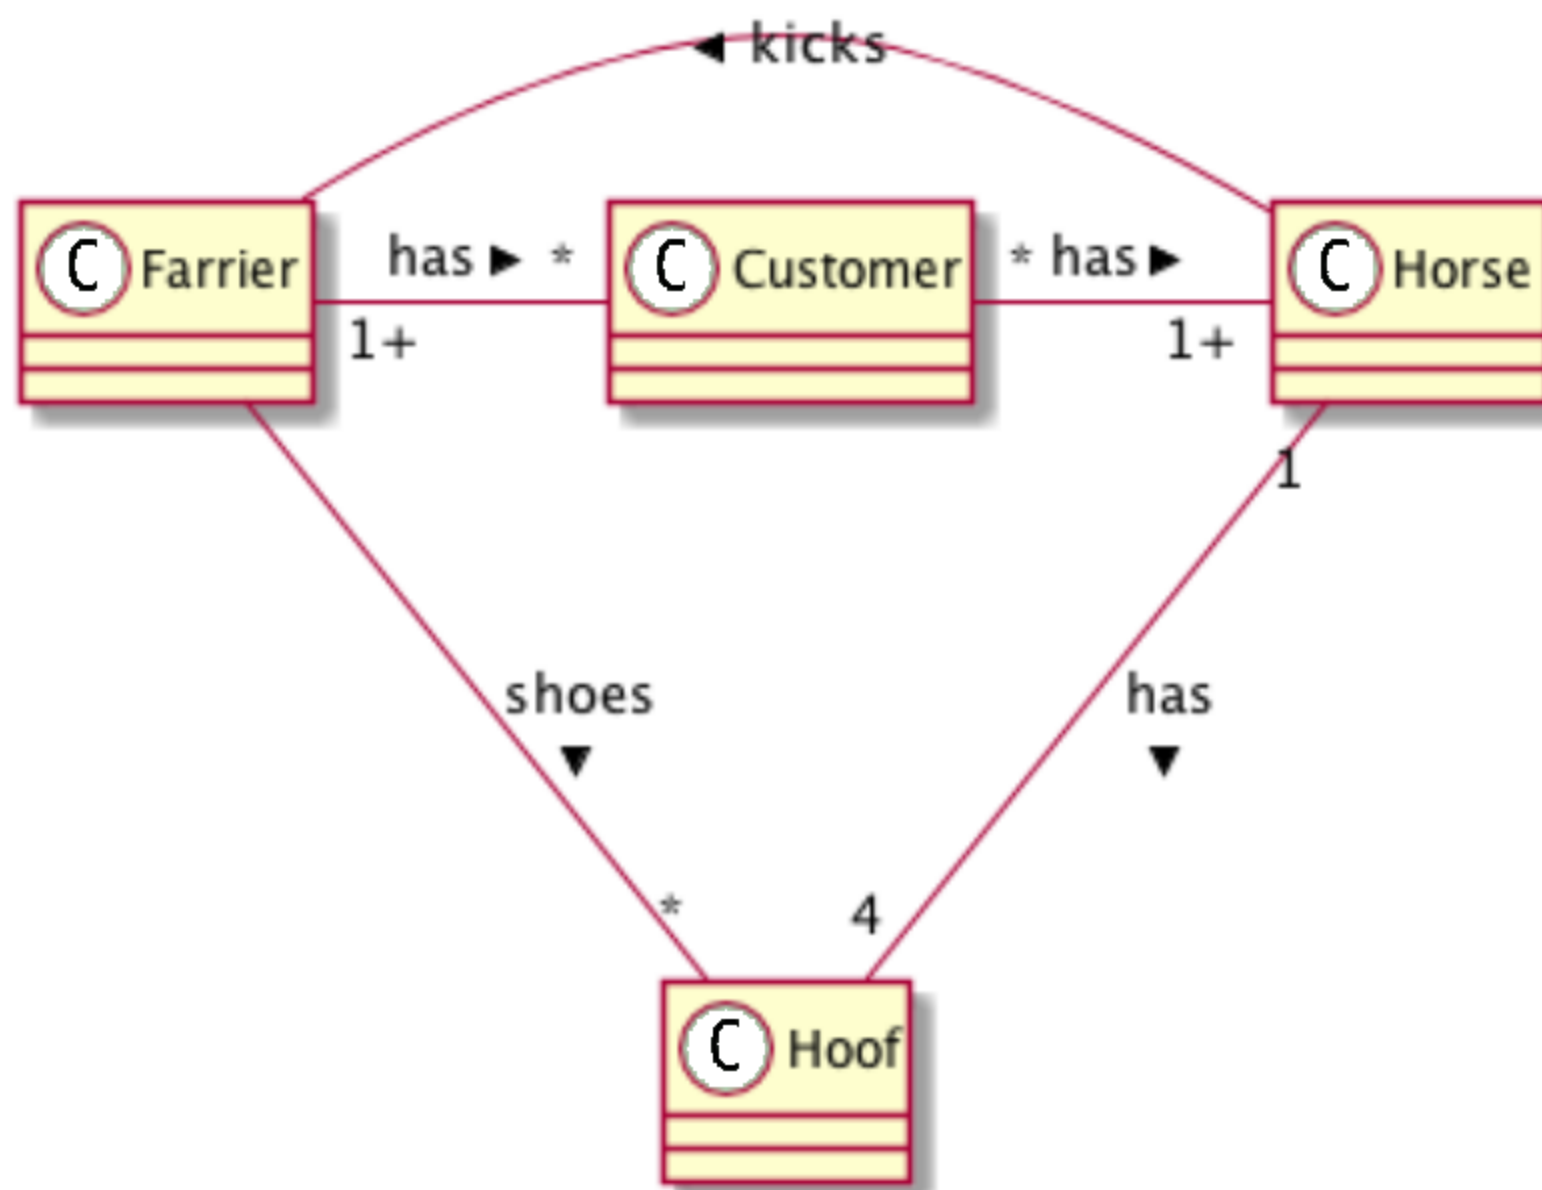 ◄ kicks
C Farrier
has ► *
1+
C Customer
* has ►
1+
C Horse
1
shoes
▼
has
▼
*
4
C Hoof